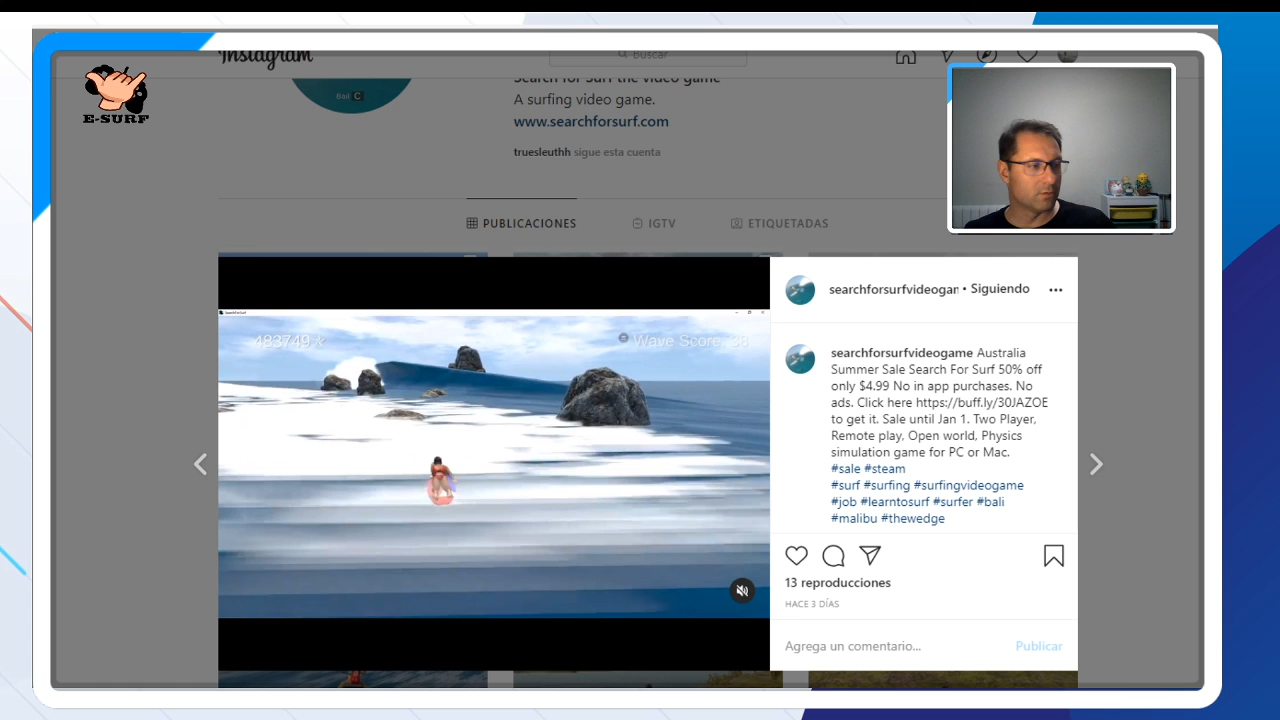 Instagram
Buscar
E-SURF
Bail C
Search for Surf the video game
A surfing video game.
www.searchforsurf.com
truesleuthh sigue esta cuenta
PUBLICACIONES
IGTV
ETIQUETADAS
483749
Wave Score: 38
searchforsurfvideogam • Siguiendo
searchforsurfvideogame Australia
Summer Sale Search For Surf 50% off
only $4.99 No in app purchases. No
ads. Click here https://buff.ly/30JAZOE
to get it. Sale until Jan 1. Two Player,
Remote play, Open world, Physics
simulation game for PC or Mac.
#sale #steam
#surf #surfing #surfingvideogame
#job #learntosurf #surfer #bali
#malibu #thewedge
13 reproducciones
HACE 3 DÍAS
Agrega un comentario...
Publicar